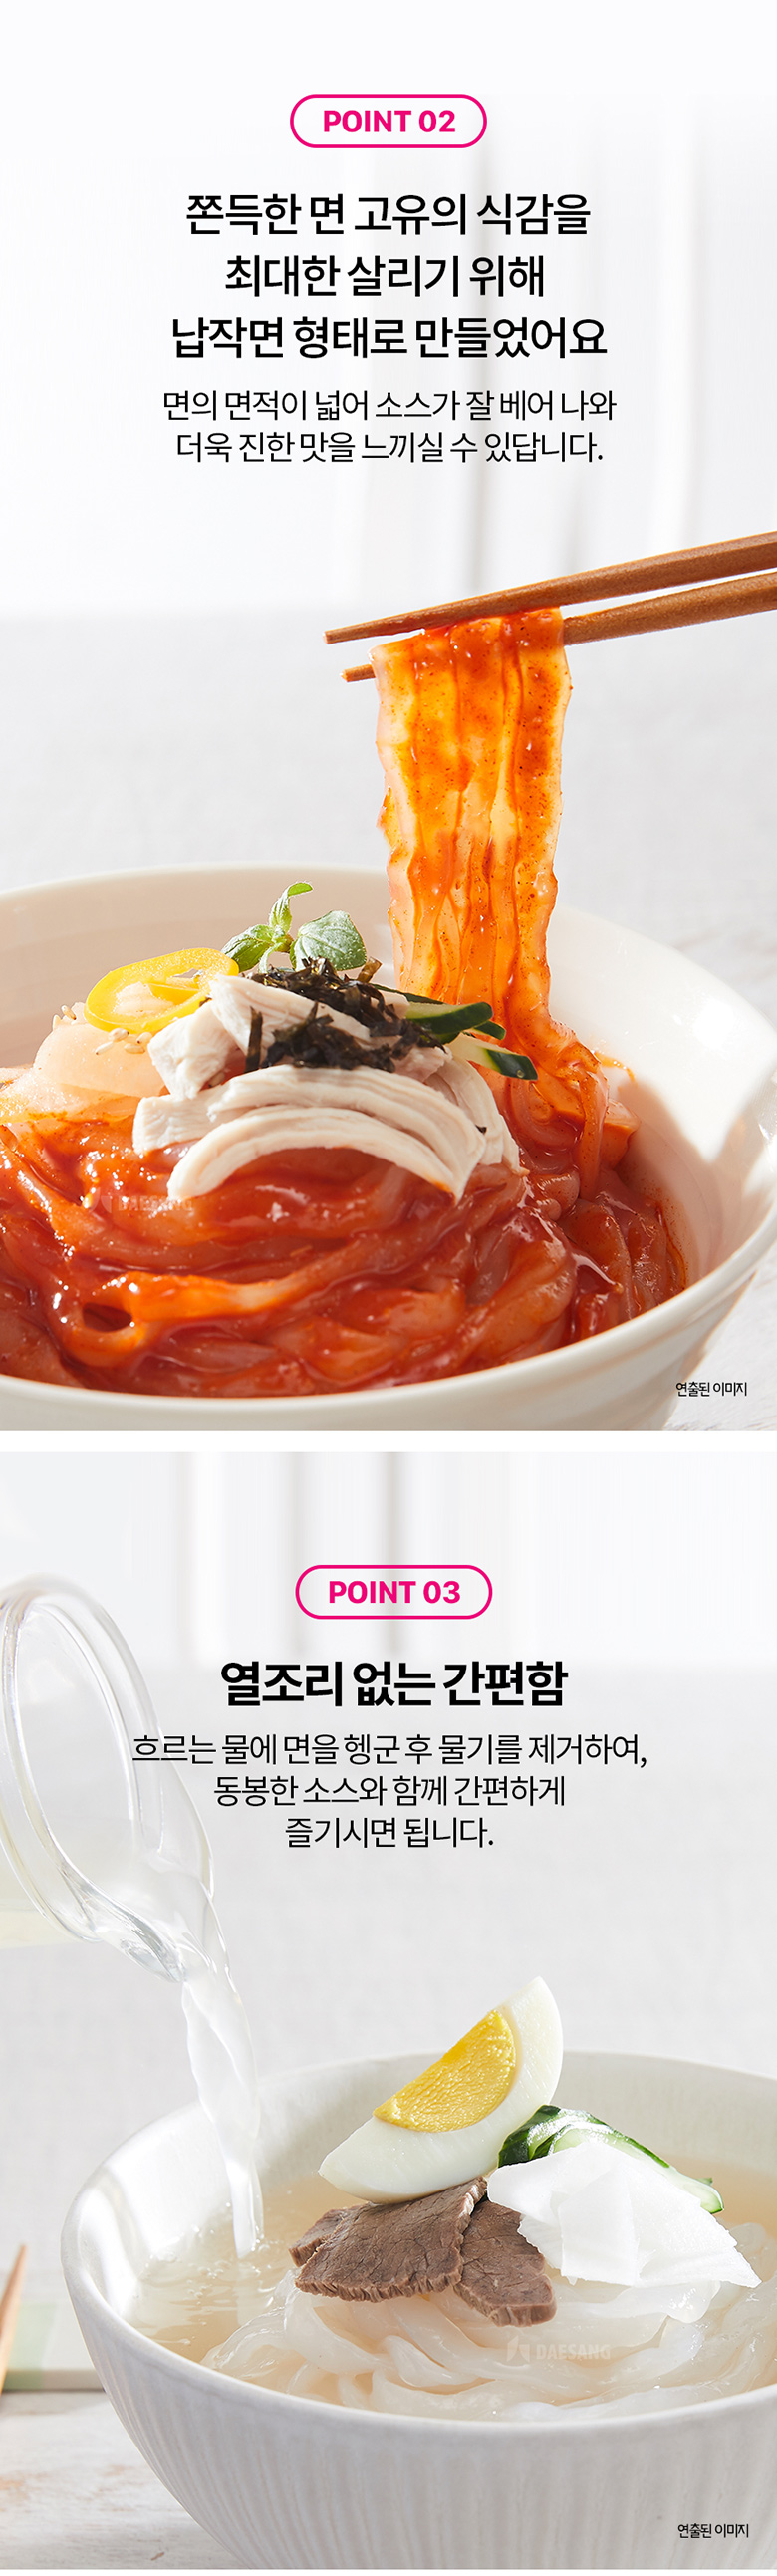 POINT 02
쫀득한 면 고유의 식감을
최대한 살리기 위해
납작면 형태로 만들었어요
면의 면적이 넓어 소스가 잘 베어 나와
더욱 진한 맛을 느끼실 수 있답니다.
DAESANG
연출된 이미지
POINT 03
열조리 없는 간편함
흐르는 물에 면을 헹군 후 물기를 제거하여,
동봉한 소스와 함께 간편하게
즐기시면 됩니다.
DAESANG
연출된 이미지